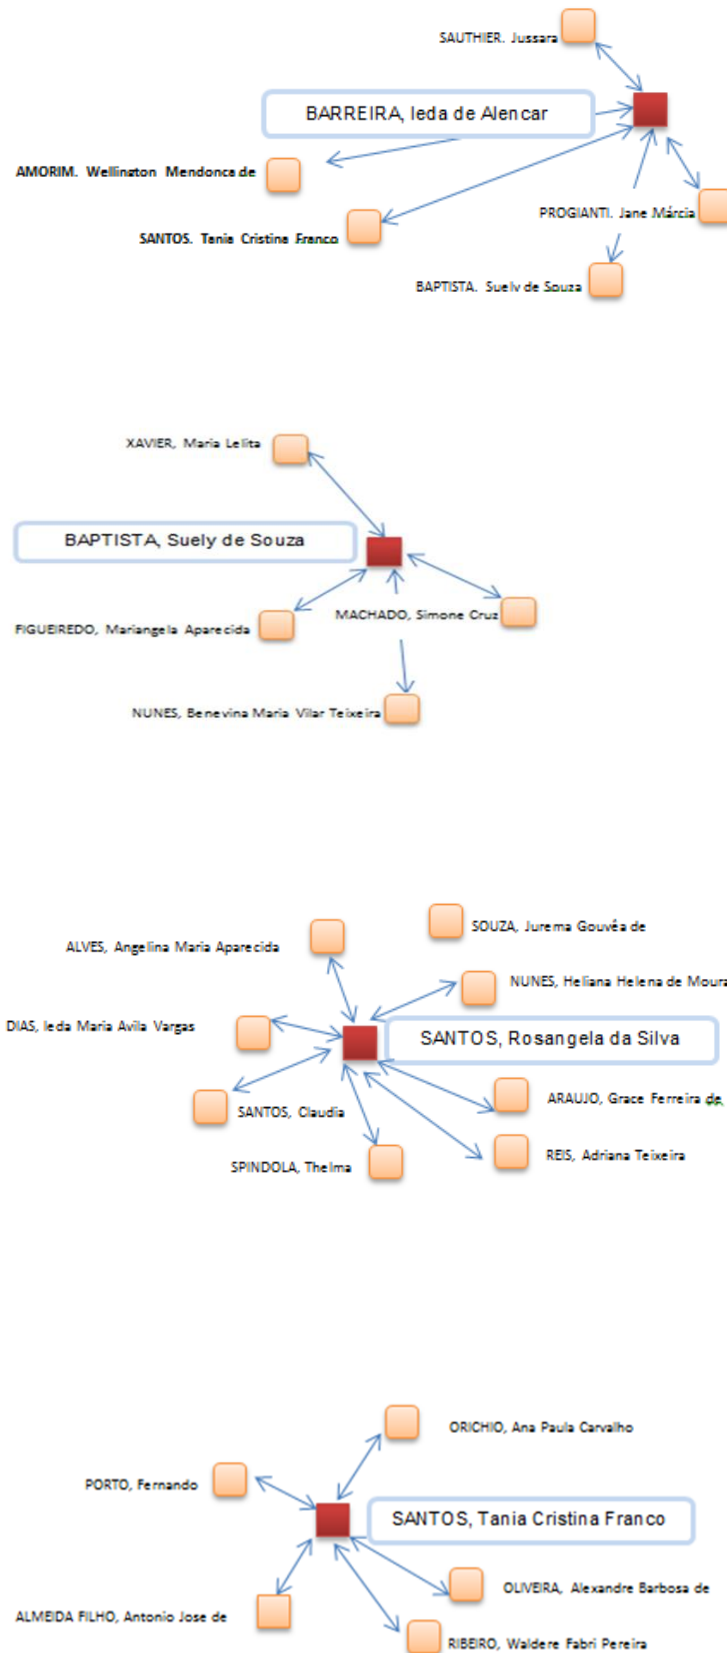 SAUTHIER. Jussara
BARREIRA, Ieda de Alencar
AMORIM. Wellington Mendonca de
PROGIANTI. Jane Márcia
SANTOS. Tania Cristina Franco
BAPTISTA. Suely de Souza
XAVIER, Maria Lelita
BAPTISTA, Suely de Souza
MACHADO, Simone Cruz
FIGUEIREDO, Mariangela Aparecida
NUNES, Benevina Maria Vilar Teixeira
SOUZA, Jurema Gouvêa de
ALVES, Angelina Maria Aparecida
NUNES, Heliana Helena de Moura
DIAS, Ieda Maria Avila Vargas
SANTOS, Rosangela da Silva
ARAUJO, Grace Ferreira de
SANTOS, Claudia
REIS, Adriana Teixeira
SPINDOLA, Thelma
ORICHIO, Ana Paula Carvalho
PORTO, Fernando
SANTOS, Tania Cristina Franco
OLIVEIRA, Alexandre Barbosa de
ALMEIDA FILHO, Antonio Jose de
RIBEIRO, Waldere Fabri Pereira